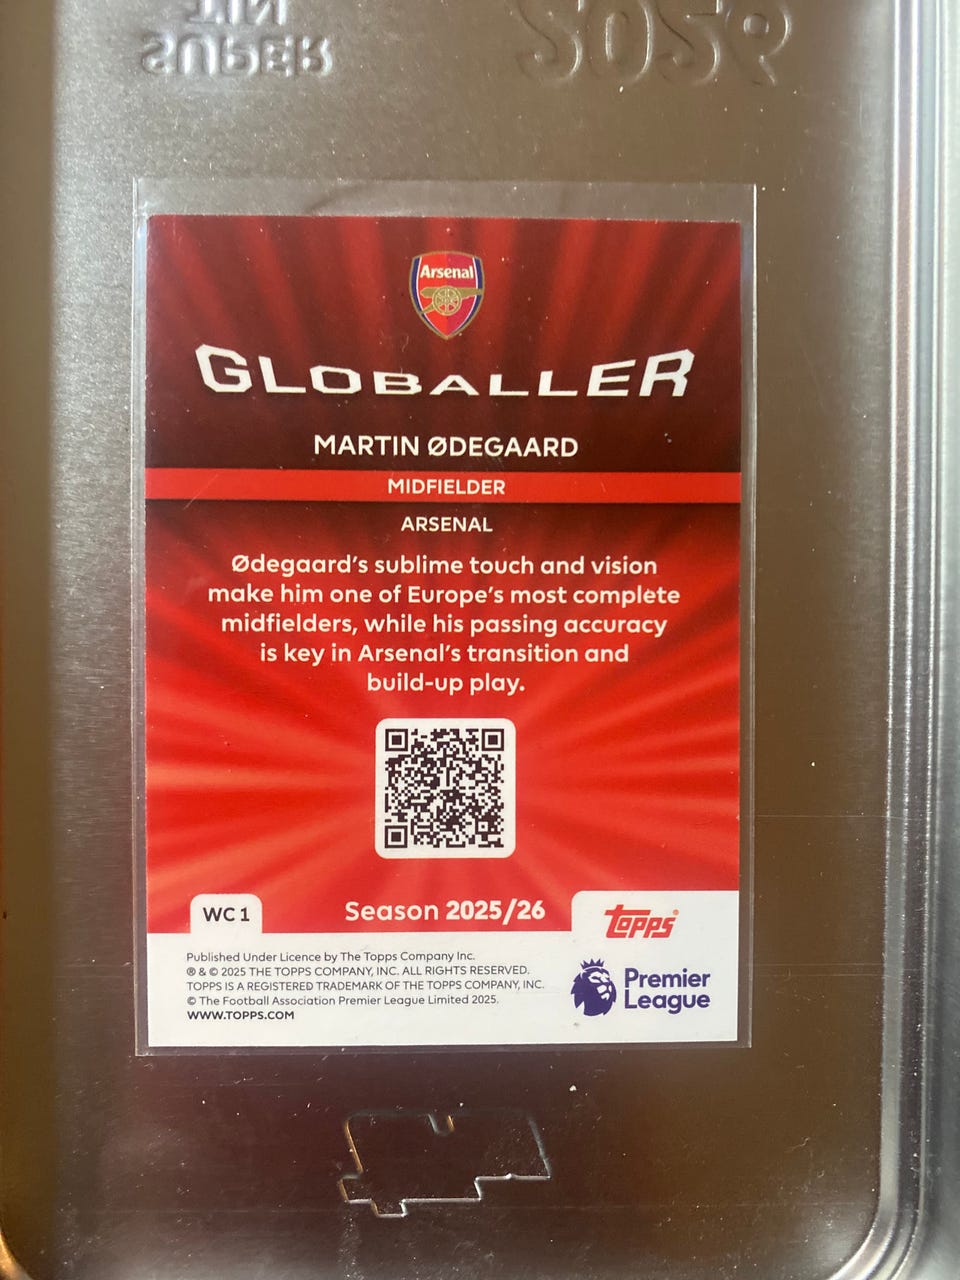 TIN
SUPER
2026
Arsenal
GLOBALLER
MARTIN ØDEGAARD
MIDFIELDER
ARSENAL
Ødegaard's sublime touch and vision
make him one of Europe's most complete
midfielders, while his passing accuracy
is key in Arsenal's transition and
build-up play.
WC 1
Season 2025/26
topps®
Published Under Licence by The Topps Company Inc.
® & © 2025 THE TOPPS COMPANY, INC. ALL RIGHTS RESERVED.
TOPPS IS A REGISTERED TRADEMARK OF THE TOPPS COMPANY, INC.
© The Football Association Premier League Limited 2025.
WWW.TOPPS.COM
Premier
League